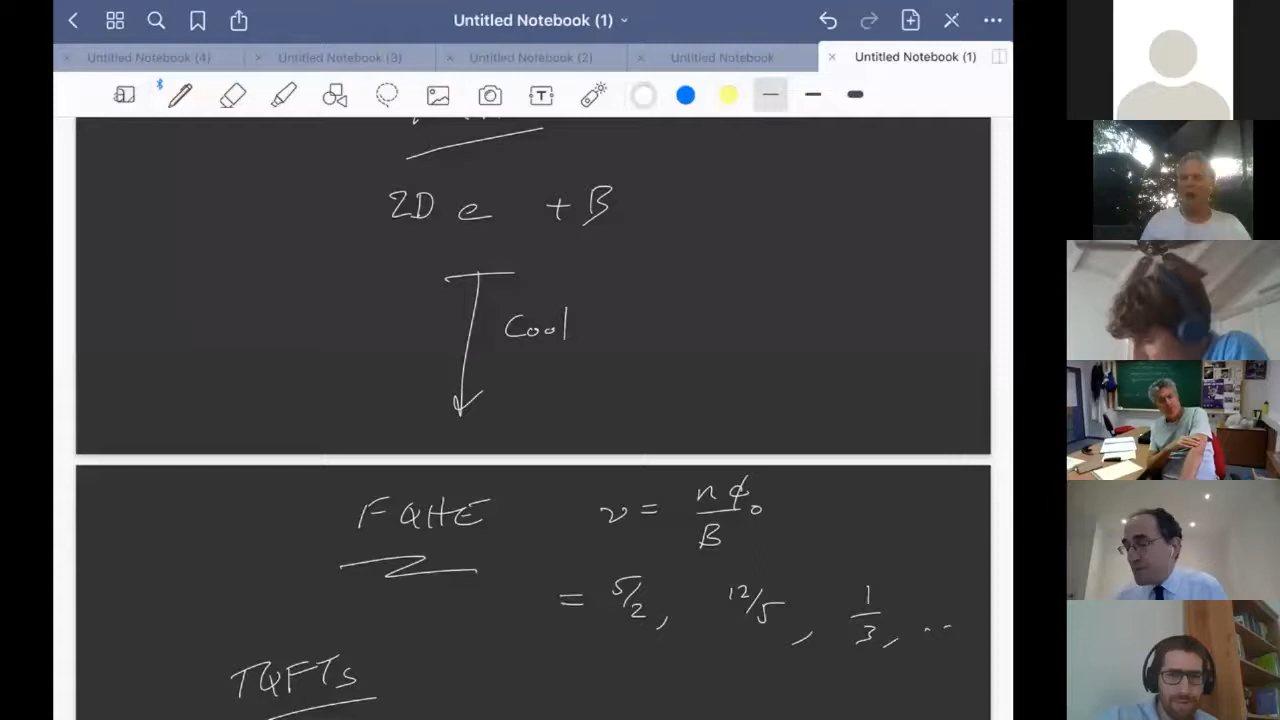 Untitled Notebook (1)
Untitled Notebook (4)
Untitled Notebook (3)
Untitled Notebook (2)
Untitled Notebook
Untitled Notebook (1)
2D e + B
Cool
FQHE ν = nϕ₀/B
= 5/2, 12/5, 1/3, ..
TQFTs